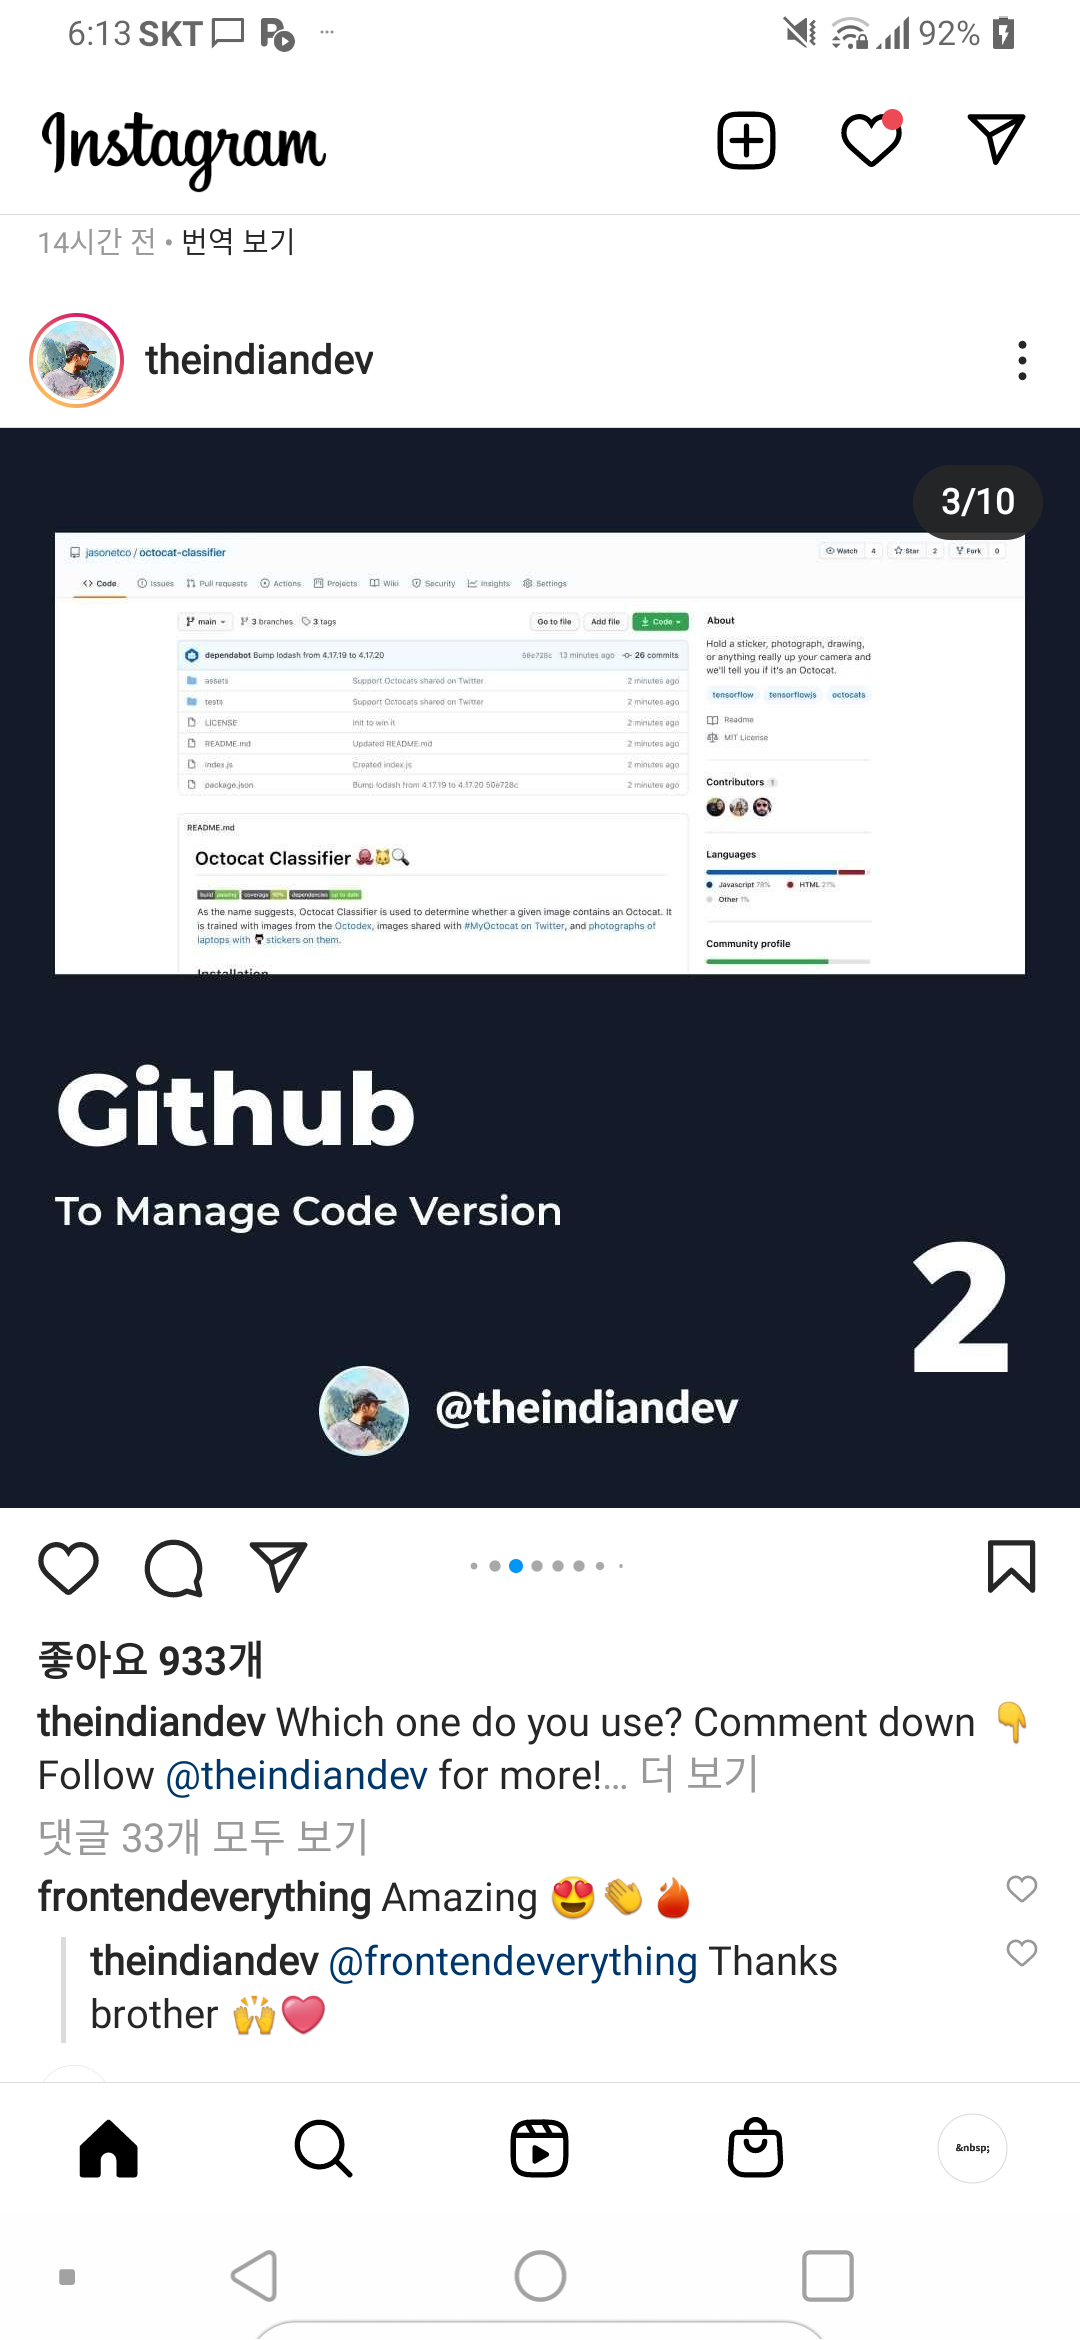 6:13 SKT
92%
Instagram
14시간 전 • 번역 보기
theindiandev
3/10
jasonetco / octocat-classifier
Watch 4 Star 2 Fork 0
Code Issues Pull requests Actions Projects Wiki Security Insights Settings
main 3 branches 3 tags Go to file Add file Code
dependabot Bump lodash from 4.17.19 to 4.17.20 56e728c 13 minutes ago 26 commits
assets Support Octocats shared on Twitter 2 minutes ago
tests Support Octocats shared on Twitter 2 minutes ago
LICENSE init to win it 2 minutes ago
README.md Updated README.md 2 minutes ago
index.js Created index.js 2 minutes ago
package.json Bump lodash from 4.17.19 to 4.17.20 56e728c 2 minutes ago
README.md
Octocat Classifier 🐙🐱🔍
build passing coverage 90% dependencies up to date
As the name suggests, Octocat Classifier is used to determine whether a given image contains an Octocat. It
is trained with images from the Octodex, images shared with #MyOctocat on Twitter, and photographs of
laptops with stickers on them.
Installation
About
Hold a sticker, photograph, drawing,
or anything really up your camera and
we'll tell you if it's an Octocat.
tensorflow tensorflowjs octocats
Readme
MIT License
Contributors 1
Languages
Javascript 78% HTML 21%
Other 1%
Community profile
Github
To Manage Code Version
2
@theindiandev
좋아요 933개
theindiandev Which one do you use? Comment down 👇
Follow @theindiandev for more!... 더 보기
댓글 33개 모두 보기
frontendeverything Amazing 😍👏🔥
theindiandev @frontendeverything Thanks
brother 🙌❤️
&nbsp;